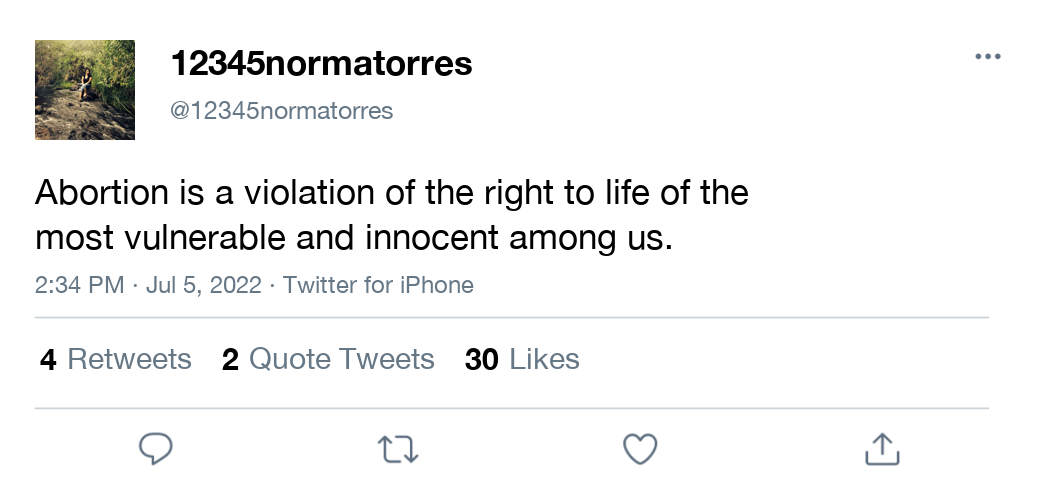 12345normatorres
@12345normatorres
Abortion is a violation of the right to life of the
most vulnerable and innocent among us.
2:34 PM · Jul 5, 2022 · Twitter for iPhone
4 Retweets 2 Quote Tweets 30 Likes